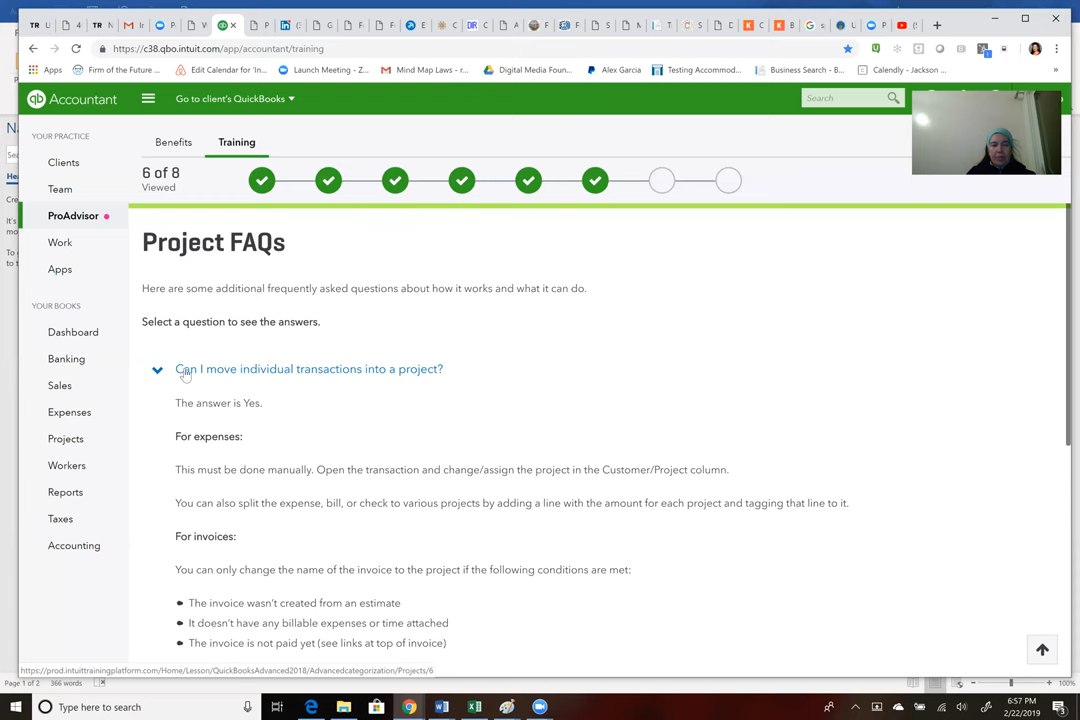 https://c38.qbo.intuit.com/app/accountant/training
Apps
Firm of the Future ...
Edit Calendar for 'In...
Launch Meeting - Z...
Mind Map Laws - r...
Digital Media Foun...
Alex Garcia
Testing Accommod...
Business Search - B...
Calendly - Jackson ...
qb Accountant
Go to client's QuickBooks
Search
YOUR PRACTICE
Clients
Team
ProAdvisor
Work
Apps
YOUR BOOKS
Dashboard
Banking
Sales
Expenses
Projects
Workers
Reports
Taxes
Accounting
Benefits
Training
6 of 8
Viewed
Project FAQs
Here are some additional frequently asked questions about how it works and what it can do.
Select a question to see the answers.
Can I move individual transactions into a project?
The answer is Yes.
For expenses:
This must be done manually. Open the transaction and change/assign the project in the Customer/Project column.
You can also split the expense, bill, or check to various projects by adding a line with the amount for each project and tagging that line to it.
For invoices:
You can only change the name of the invoice to the project if the following conditions are met:
The invoice wasn't created from an estimate
It doesn't have any billable expenses or time attached
The invoice is not paid yet (see links at top of invoice)
https://prod.intuittrainingplatform.com/Home/Lesson/QuickBooksAdvanced2018/Advancedcategorization/Projects/6
Page 1 of 2
366 words
100%
Type here to search
6:57 PM
2/22/2019